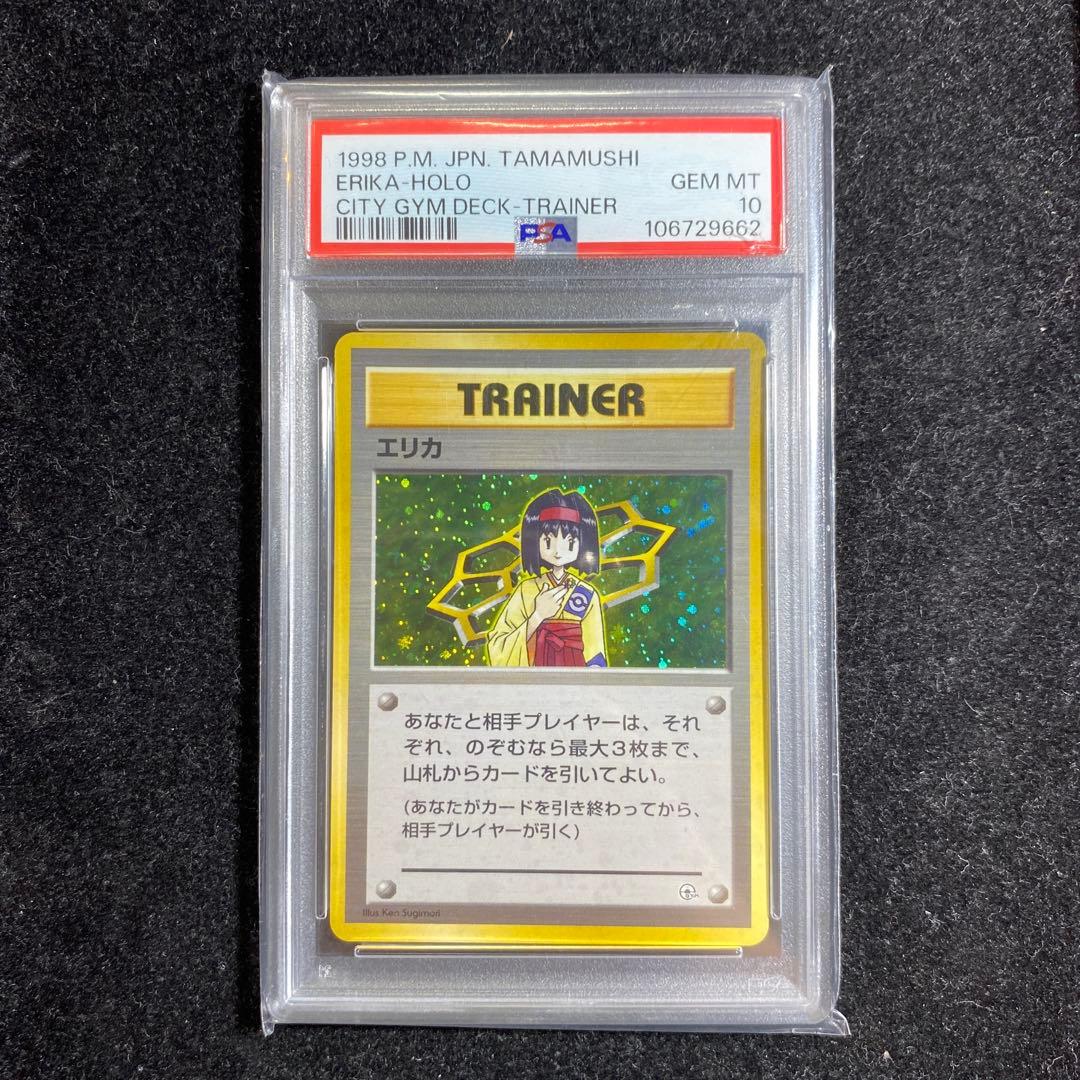 1998 P.M. JPN. TAMAMUSHI
ERIKA-HOLO GEM MT
CITY GYM DECK-TRAINER 10
PSA 106729662
TRAINER
エリカ
あなたと相手プレイヤーは、それ
ぞれ、のぞむなら最大3枚まで、
山札からカードを引いてよい。
(あなたがカードを引き終わってから、
相手プレイヤーが引く)
Illus Ken Sugimori